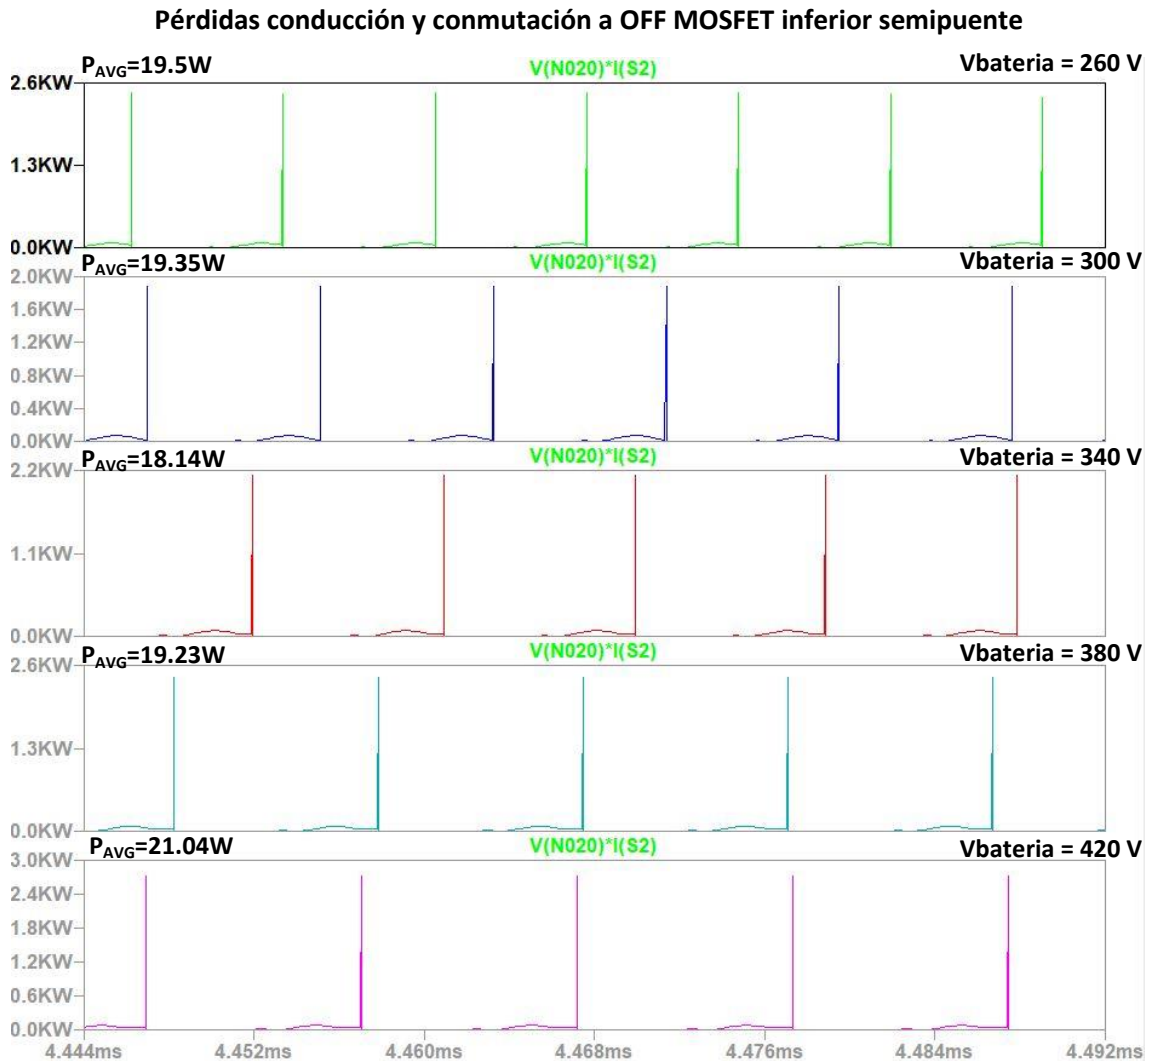 Pérdidas conducción y conmutación a OFF MOSFET inferior semipuente
PAVG=19.5W V(N020)*I(S2) Vbateria = 260 V
2.6KW
1.3KW
0.0KW
PAVG=19.35W V(N020)*I(S2) Vbateria = 300 V
2.0KW
1.6KW
1.2KW
0.8KW
0.4KW
0.0KW
PAVG=18.14W V(N020)*I(S2) Vbateria = 340 V
2.2KW
1.1KW
0.0KW
PAVG=19.23W V(N020)*I(S2) Vbateria = 380 V
2.6KW
1.3KW
0.0KW
PAVG=21.04W V(N020)*I(S2) Vbateria = 420 V
3.0KW
2.4KW
1.8KW
1.2KW
0.6KW
0.0KW
4.444ms 4.452ms 4.460ms 4.468ms 4.476ms 4.484ms 4.492ms